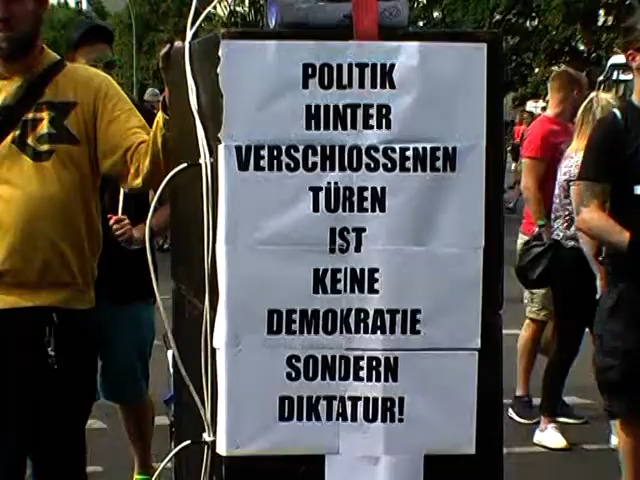 POLITIK
HINTER
VERSCHLOSSENEN
TÜREN
IST
KEINE
DEMOKRATIE
SONDERN
DIKTATUR!